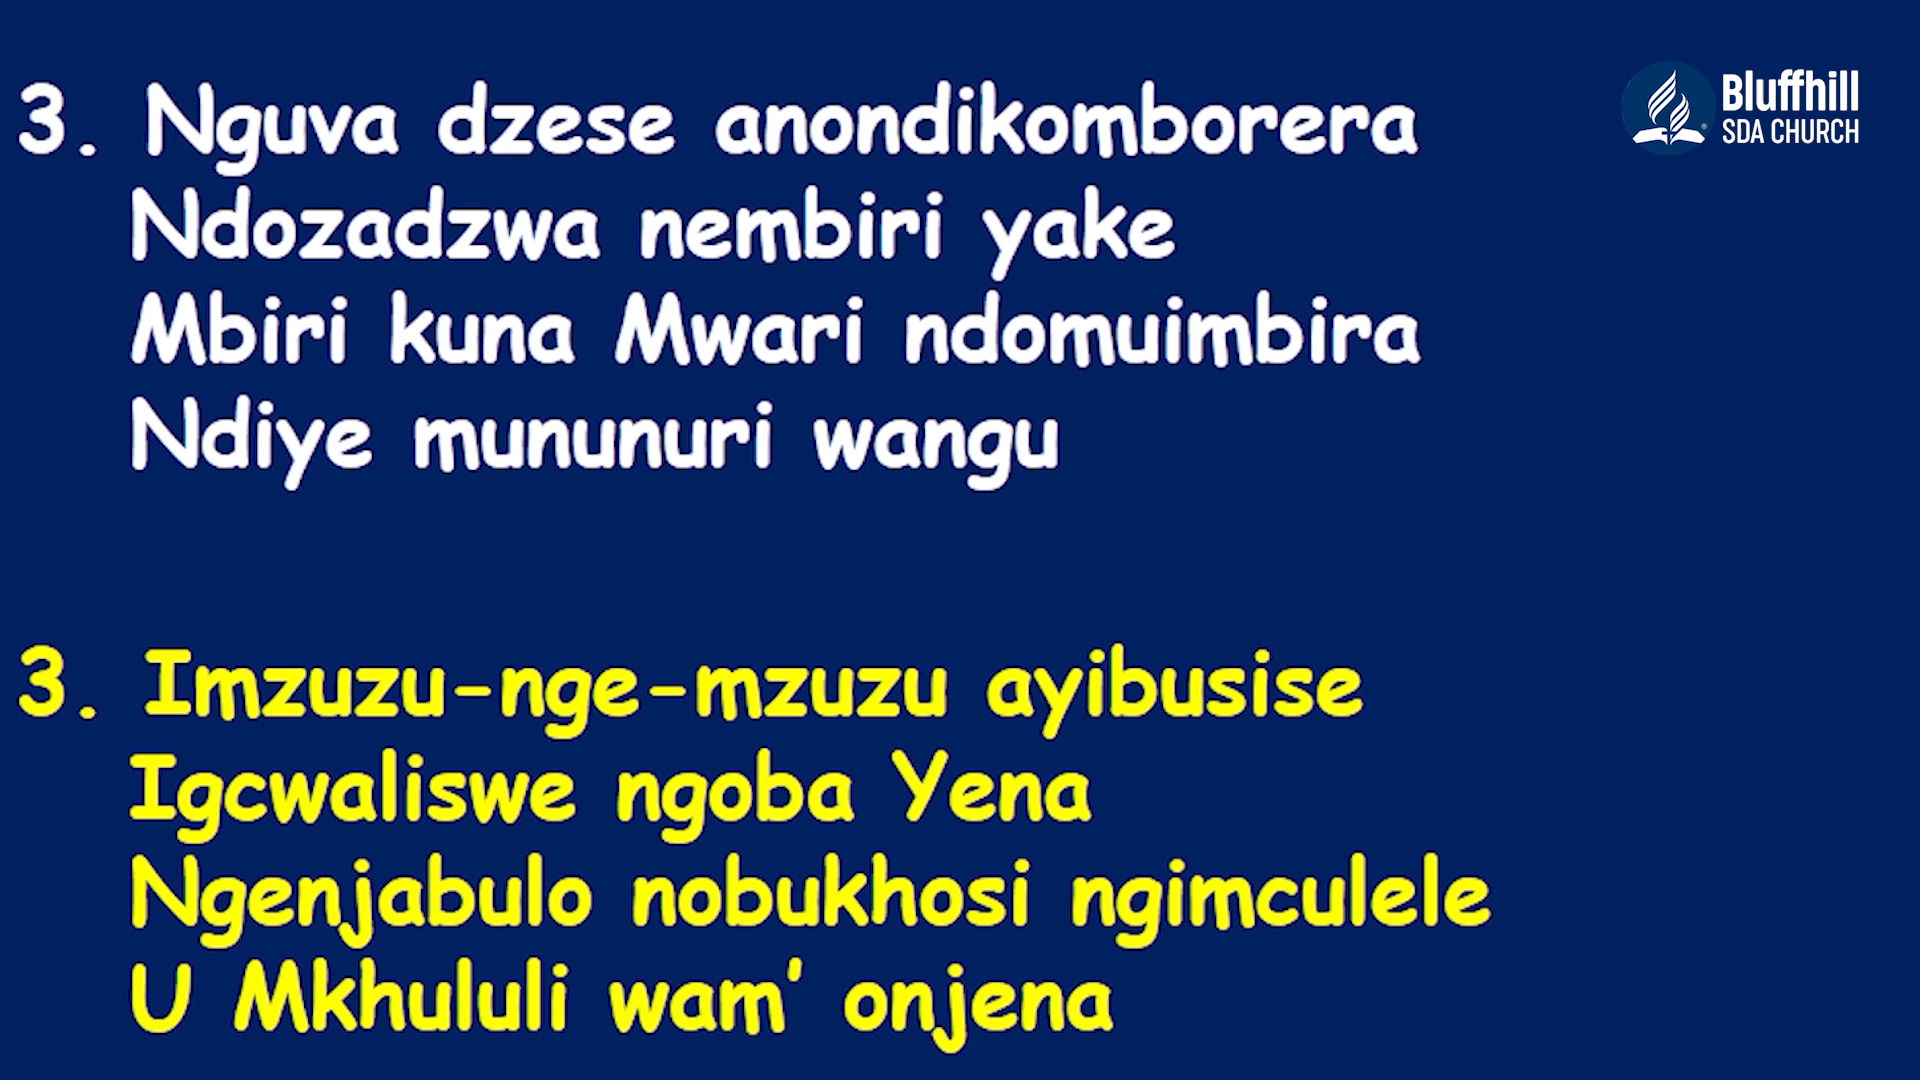 3. Nguva dzese anondikomborera
Ndozadzwa nembiri yake
Mbiri kuna Mwari ndomuimbira
Ndiye mununuri wangu
Bluffhill
SDA CHURCH
3. Imzuzu-nge-mzuzu ayibusise
Igcwaliswe ngoba Yena
Ngenjabulo nobukhosi ngimculele
U Mkhululi wam' onjena